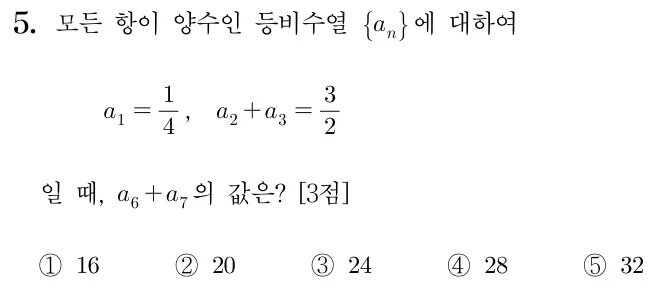 5. 모든 항이 양수인 등비수열 {aₙ}에 대하여
a₁ = 1/4, a₂+a₃ = 3/2
일 때, a₆+a₇의 값은? [3점]
① 16 ② 20 ③ 24 ④ 28 ⑤ 32